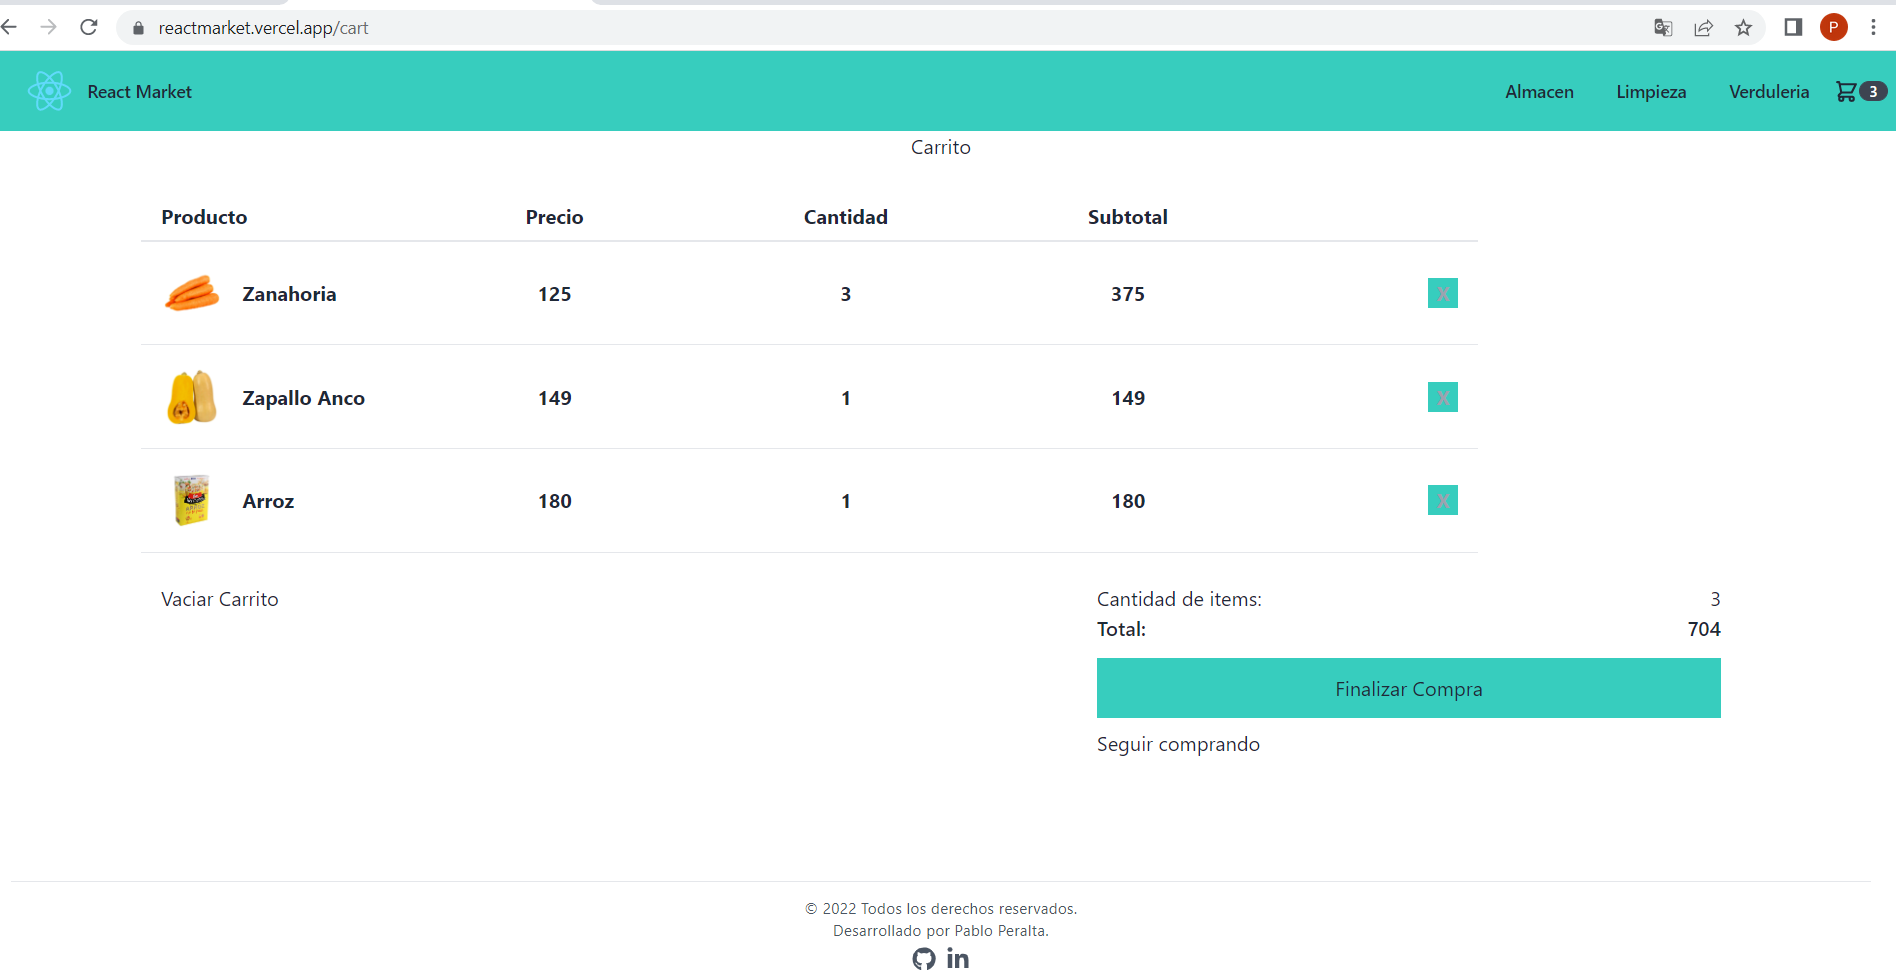 reactmarket.vercel.app/cart
P
React Market
Almacen
Limpieza
Verduleria
3
Carrito
Producto Precio Cantidad Subtotal
Zanahoria 125 3 375 X
Zapallo Anco 149 1 149 X
Arroz 180 1 180 X
Vaciar Carrito
Cantidad de items: 3
Total: 704
Finalizar Compra
Seguir comprando
© 2022 Todos los derechos reservados.
Desarrollado por Pablo Peralta.
in